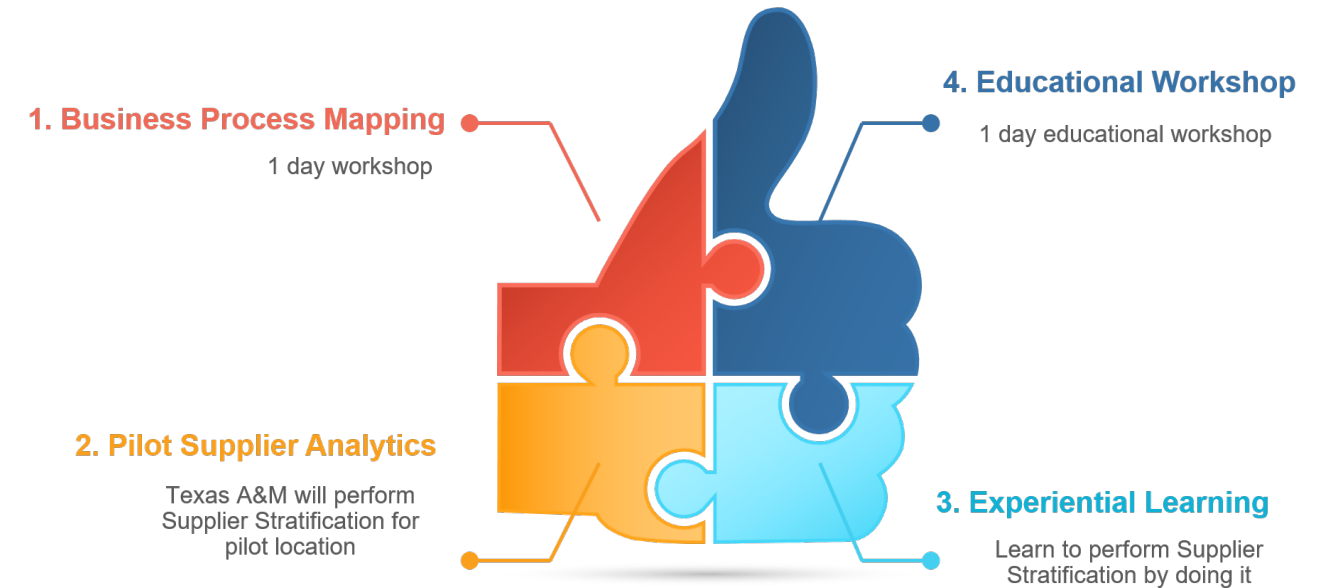 1. Business Process Mapping
1 day workshop
2. Pilot Supplier Analytics
Texas A&M will perform
Supplier Stratification for
pilot location
3. Experiential Learning
Learn to perform Supplier
Stratification by doing it
4. Educational Workshop
1 day educational workshop